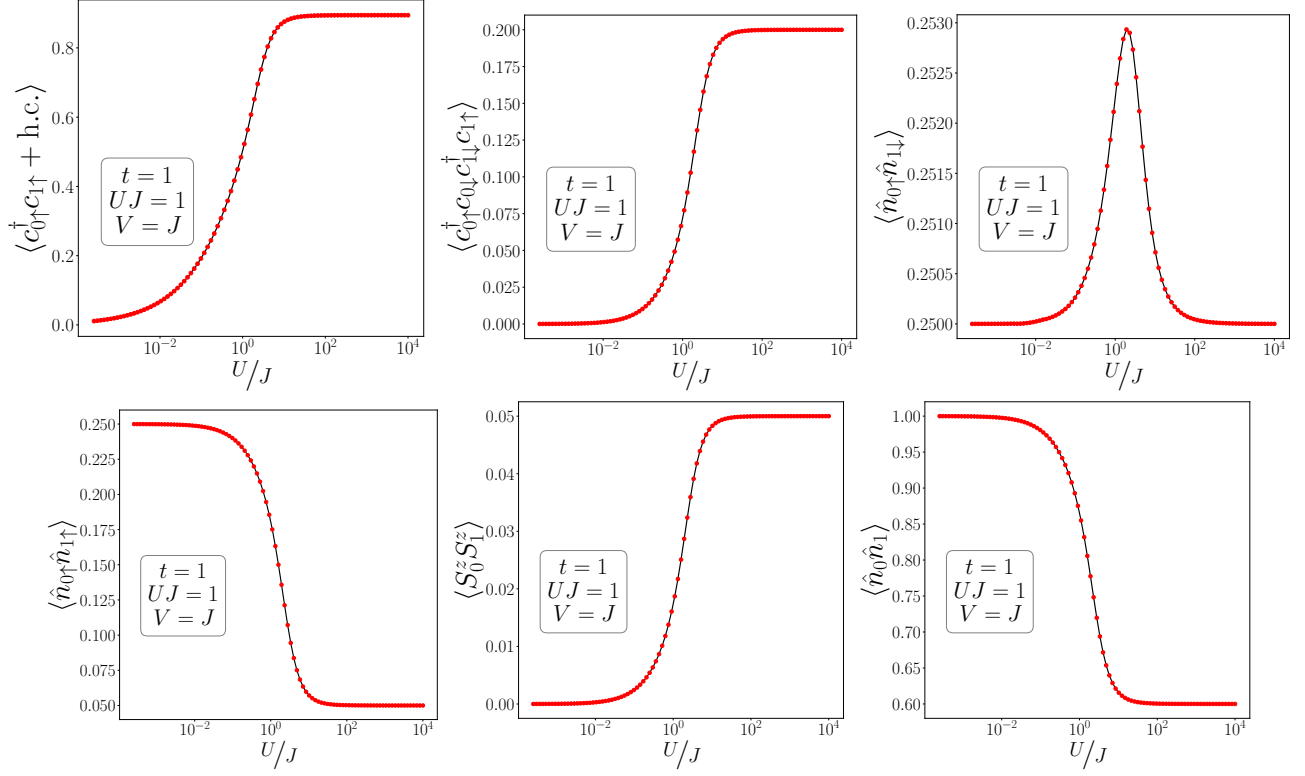 ⟨c†0↑c1↑ + h.c.⟩
0.8
0.6
0.4
0.2
0.0
t = 1
UJ = 1
V = J
10⁻² 10⁰ 10² 10⁴
U/J
⟨c†0↑c0↓c†1↓c1↑⟩
0.200
0.175
0.150
0.125
0.100
0.075
0.050
0.025
0.000
t = 1
UJ = 1
V = J
10⁻² 10⁰ 10² 10⁴
U/J
⟨n̂0↑n̂1↓⟩
0.2530
0.2525
0.2520
0.2515
0.2510
0.2505
0.2500
t = 1
UJ = 1
V = J
10⁻² 10⁰ 10² 10⁴
U/J
⟨n̂0↑n̂1↑⟩
0.250
0.225
0.200
0.175
0.150
0.125
0.100
0.075
0.050
t = 1
UJ = 1
V = J
10⁻² 10⁰ 10² 10⁴
U/J
⟨Sᶻ0Sᶻ1⟩
0.05
0.04
0.03
0.02
0.01
0.00
t = 1
UJ = 1
V = J
10⁻² 10⁰ 10² 10⁴
U/J
⟨n̂0n̂1⟩
1.00
0.95
0.90
0.85
0.80
0.75
0.70
0.65
0.60
t = 1
UJ = 1
V = J
10⁻² 10⁰ 10² 10⁴
U/J